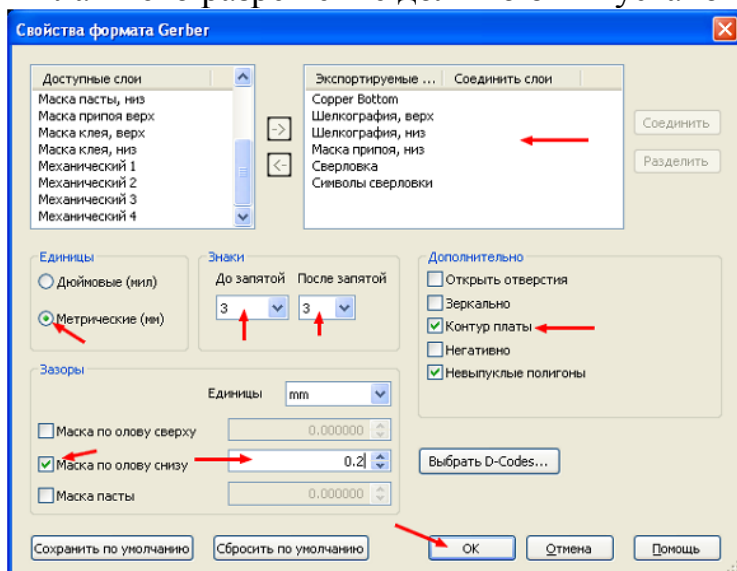 Свойства формата Gerber
Доступные слои
Маска пасты, низ
Маска припоя верх
Маска клея, верх
Маска клея, низ
Механический 1
Механический 2
Механический 3
Механический 4
->
<-
Экспортируемые ... Соединить слои
Copper Bottom
Шелкография, верх
Шелкография, низ
Маска припоя, низ
Сверловка
Символы сверловки
Соединить
Разделить
Единицы
Дюймовые (мил)
Метрические (мм)
Знаки
До запятой После запятой
3 3
Дополнительно
Открыть отверстия
Зеркально
Контур платы
Негативно
Невыпуклые полигоны
Зазоры
Единицы mm
Маска по олову сверху 0.000000
Маска по олову снизу 0.2
Маска пасты 0.000000
Выбрать D-Codes...
Сохранить по умолчанию Сбросить по умолчанию OK Отмена Помощь